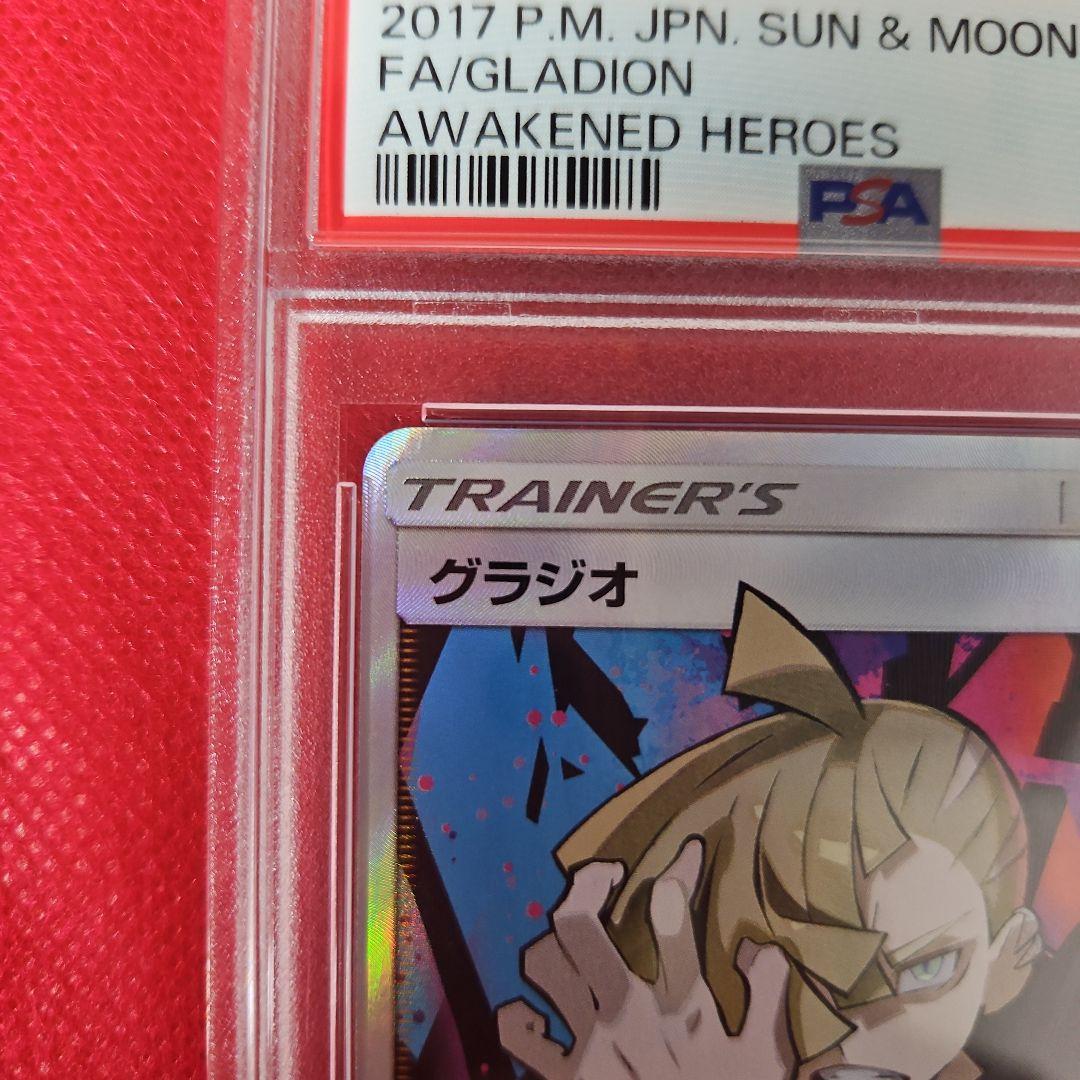 2017 P.M. JPN. SUN & MOON
FA/GLADION
AWAKENED HEROES
PSA
TRAINER'S
グラジオ